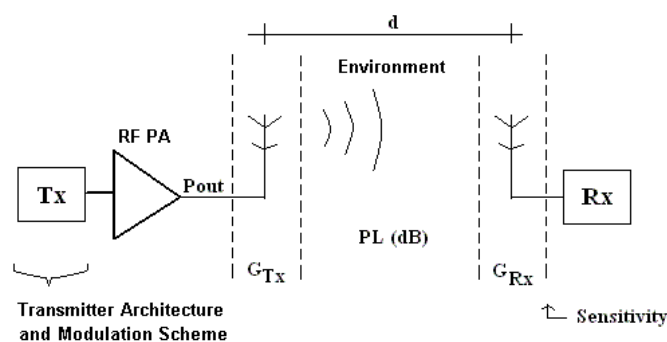 d
Environment
RF PA
Tx
Pout
Rx
PL (dB)
GTx
GRx
Transmitter Architecture
and Modulation Scheme
Sensitivity